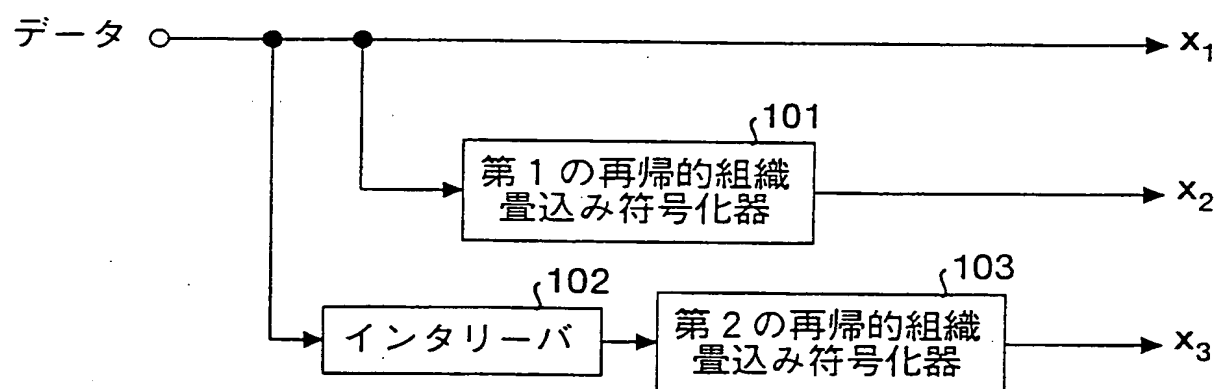 データ
x1
101
第1の再帰的組織
畳込み符号化器
x2
102
インタリーバ
103
第2の再帰的組織
畳込み符号化器
x3